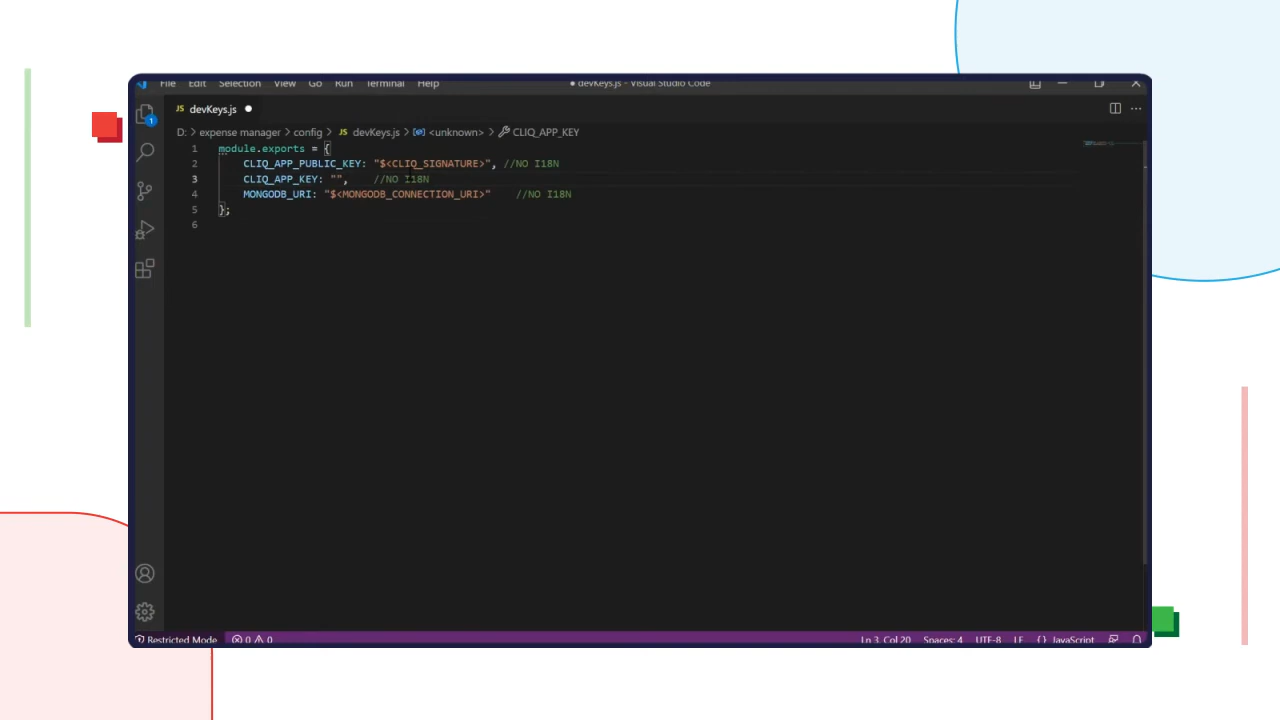 File Edit Selection View Go Run Terminal Help ● devKeys.js - Visual Studio Code
JS devKeys.js ●
1
D: > expense manager > config > JS devKeys.js > <unknown> > CLIQ_APP_KEY
1 module.exports = {
2 CLIQ_APP_PUBLIC_KEY: "$<CLIQ_SIGNATURE>", //NO I18N
3 CLIQ_APP_KEY: "", //NO I18N
4 MONGODB_URI: "$<MONGODB_CONNECTION_URI>" //NO I18N
5 };
6
Restricted Mode 0 0 Ln 3, Col 20 Spaces: 4 UTF-8 LF {} JavaScript